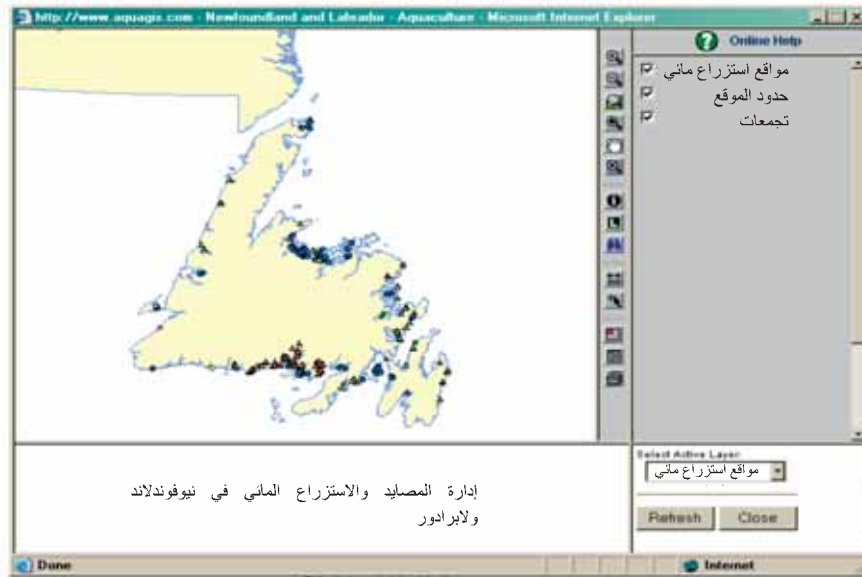 http://www.aquagis.com - Newfoundland and Labrador - Aquaculture - Microsoft Internet Explorer
Online Help
مواقع استزراع مائي
حدود الموقع
تجمعات
Select Active Layer:
مواقع استزراع مائي
Refresh Close
إدارة المصايد والاستزراع المائي في نيوفوندلاند
ولابرادور
Done
Internet